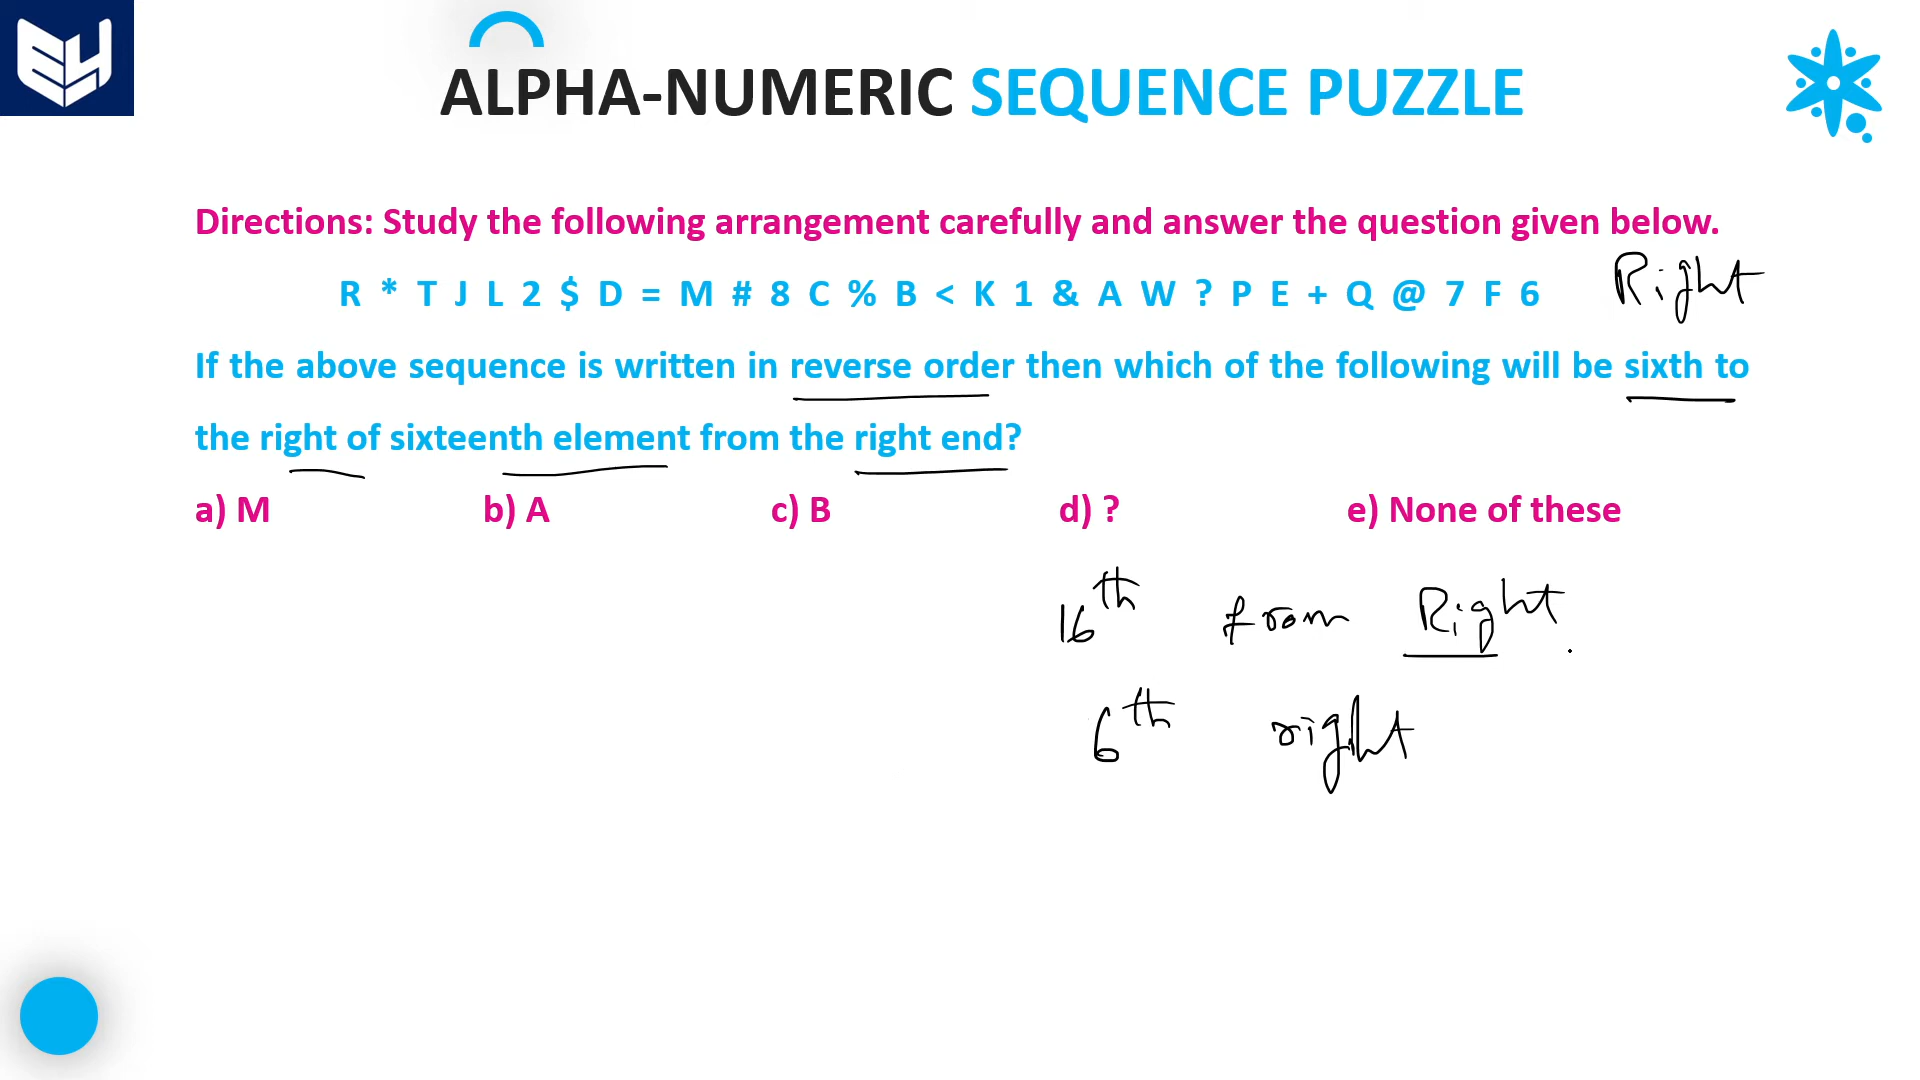 ALPHA-NUMERIC SEQUENCE PUZZLE
Directions: Study the following arrangement carefully and answer the question given below.
R * T J L 2 $ D = M # 8 C % B < K 1 & A W ? P E + Q @ 7 F 6 Right
If the above sequence is written in reverse order then which of the following will be sixth to
the right of sixteenth element from the right end?
a) M b) A c) B d) ? e) None of these
16th from Right
6th right